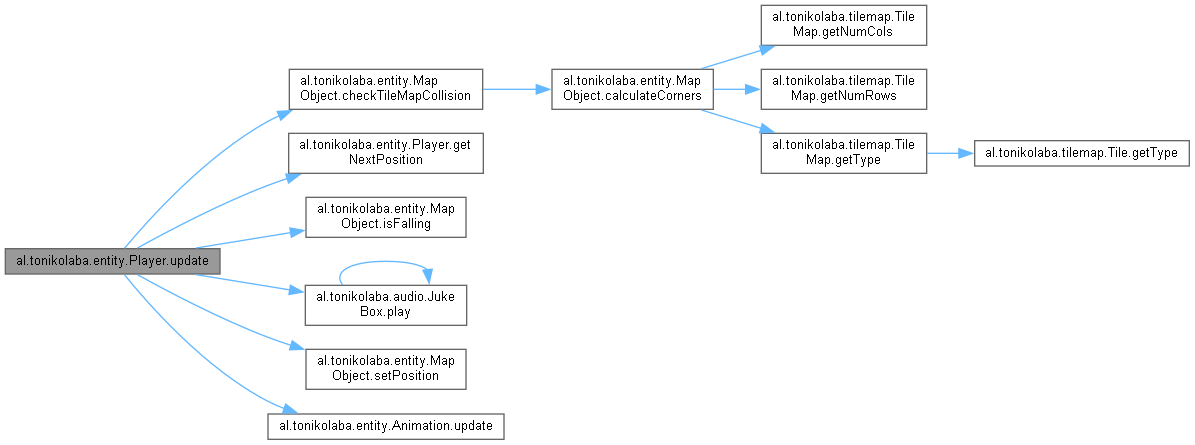 al.tonikolaba.entity.Player.update
al.tonikolaba.entity.Map
Object.checkTileMapCollision
al.tonikolaba.entity.Map
Object.calculateCorners
al.tonikolaba.tilemap.Tile
Map.getNumCols
al.tonikolaba.tilemap.Tile
Map.getNumRows
al.tonikolaba.tilemap.Tile
Map.getType
al.tonikolaba.tilemap.Tile.getType
al.tonikolaba.entity.Player.get
NextPosition
al.tonikolaba.entity.Map
Object.isFalling
al.tonikolaba.audio.Juke
Box.play
al.tonikolaba.entity.Map
Object.setPosition
al.tonikolaba.entity.Animation.update